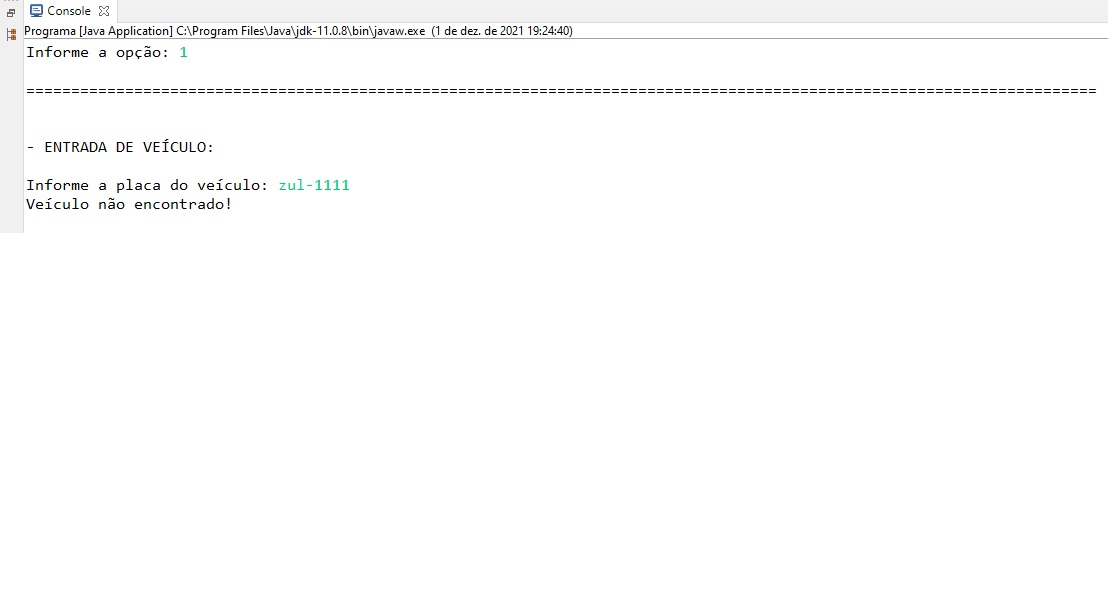 Console
Programa [Java Application] C:\Program Files\Java\jdk-11.0.8\bin\javaw.exe (1 de dez. de 2021 19:24:40)
Informe a opção: 1
=======================================================================================================================
- ENTRADA DE VEÍCULO:
Informe a placa do veículo: zul-1111
Veículo não encontrado!